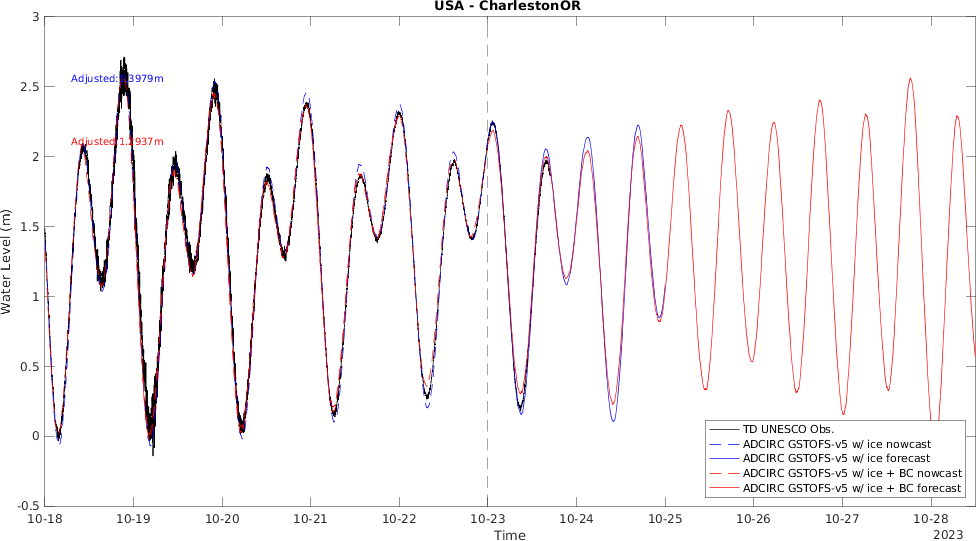 USA - CharlestonOR
3
2.5
2
1.5
1
0.5
0
-0.5
Water Level (m)
Adjusted: 3979m
Adjusted: 2937m
TD UNESCO Obs.
ADCIRC GSTOFS-v5 w/ ice nowcast
ADCIRC GSTOFS-v5 w/ ice forecast
ADCIRC GSTOFS-v5 w/ ice + BC nowcast
ADCIRC GSTOFS-v5 w/ ice + BC forecast
10-18 10-19 10-20 10-21 10-22 10-23 10-24 10-25 10-26 10-27 10-28
Time
2023